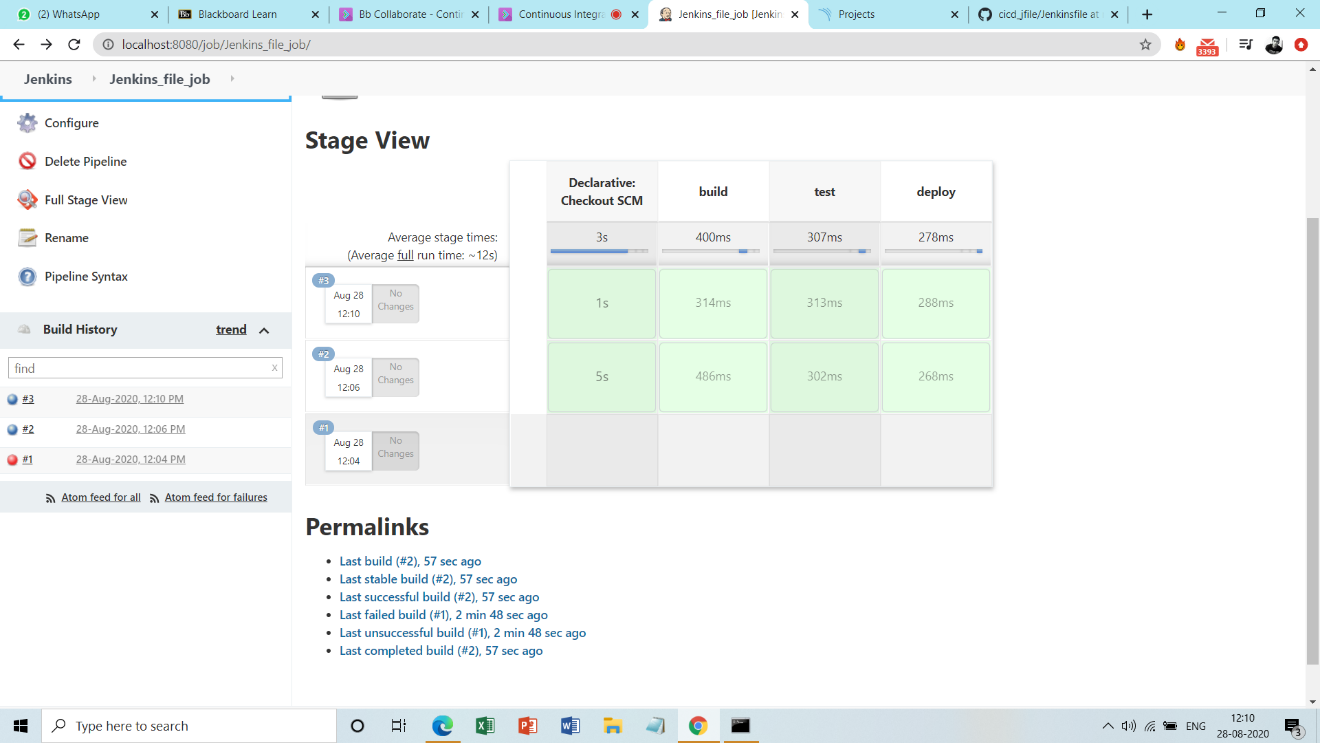 (2) WhatsApp
Blackboard Learn
Bb Collaborate - Conti
Continuous Integra
Jenkins_file_job [Jenkin
Projects
cicd_jfile/Jenkinsfile at
localhost:8080/job/Jenkins_file_job/
3393
Jenkins
Jenkins_file_job
Configure
Delete Pipeline
Full Stage View
Rename
Pipeline Syntax
Build History
trend
find
x
#3 28-Aug-2020, 12:10 PM
#2 28-Aug-2020, 12:06 PM
#1 28-Aug-2020, 12:04 PM
Atom feed for all Atom feed for failures
Stage View
Declarative:
Checkout SCM
build
test
deploy
Average stage times:
(Average full run time: ~12s)
3s
400ms
307ms
278ms
#3
Aug 28
12:10
No
Changes
1s
314ms
313ms
288ms
#2
Aug 28
12:06
No
Changes
5s
486ms
302ms
268ms
#1
Aug 28
12:04
No
Changes
Permalinks
Last build (#2), 57 sec ago
Last stable build (#2), 57 sec ago
Last successful build (#2), 57 sec ago
Last failed build (#1), 2 min 48 sec ago
Last unsuccessful build (#1), 2 min 48 sec ago
Last completed build (#2), 57 sec ago
Type here to search
ENG
12:10
28-08-2020
3